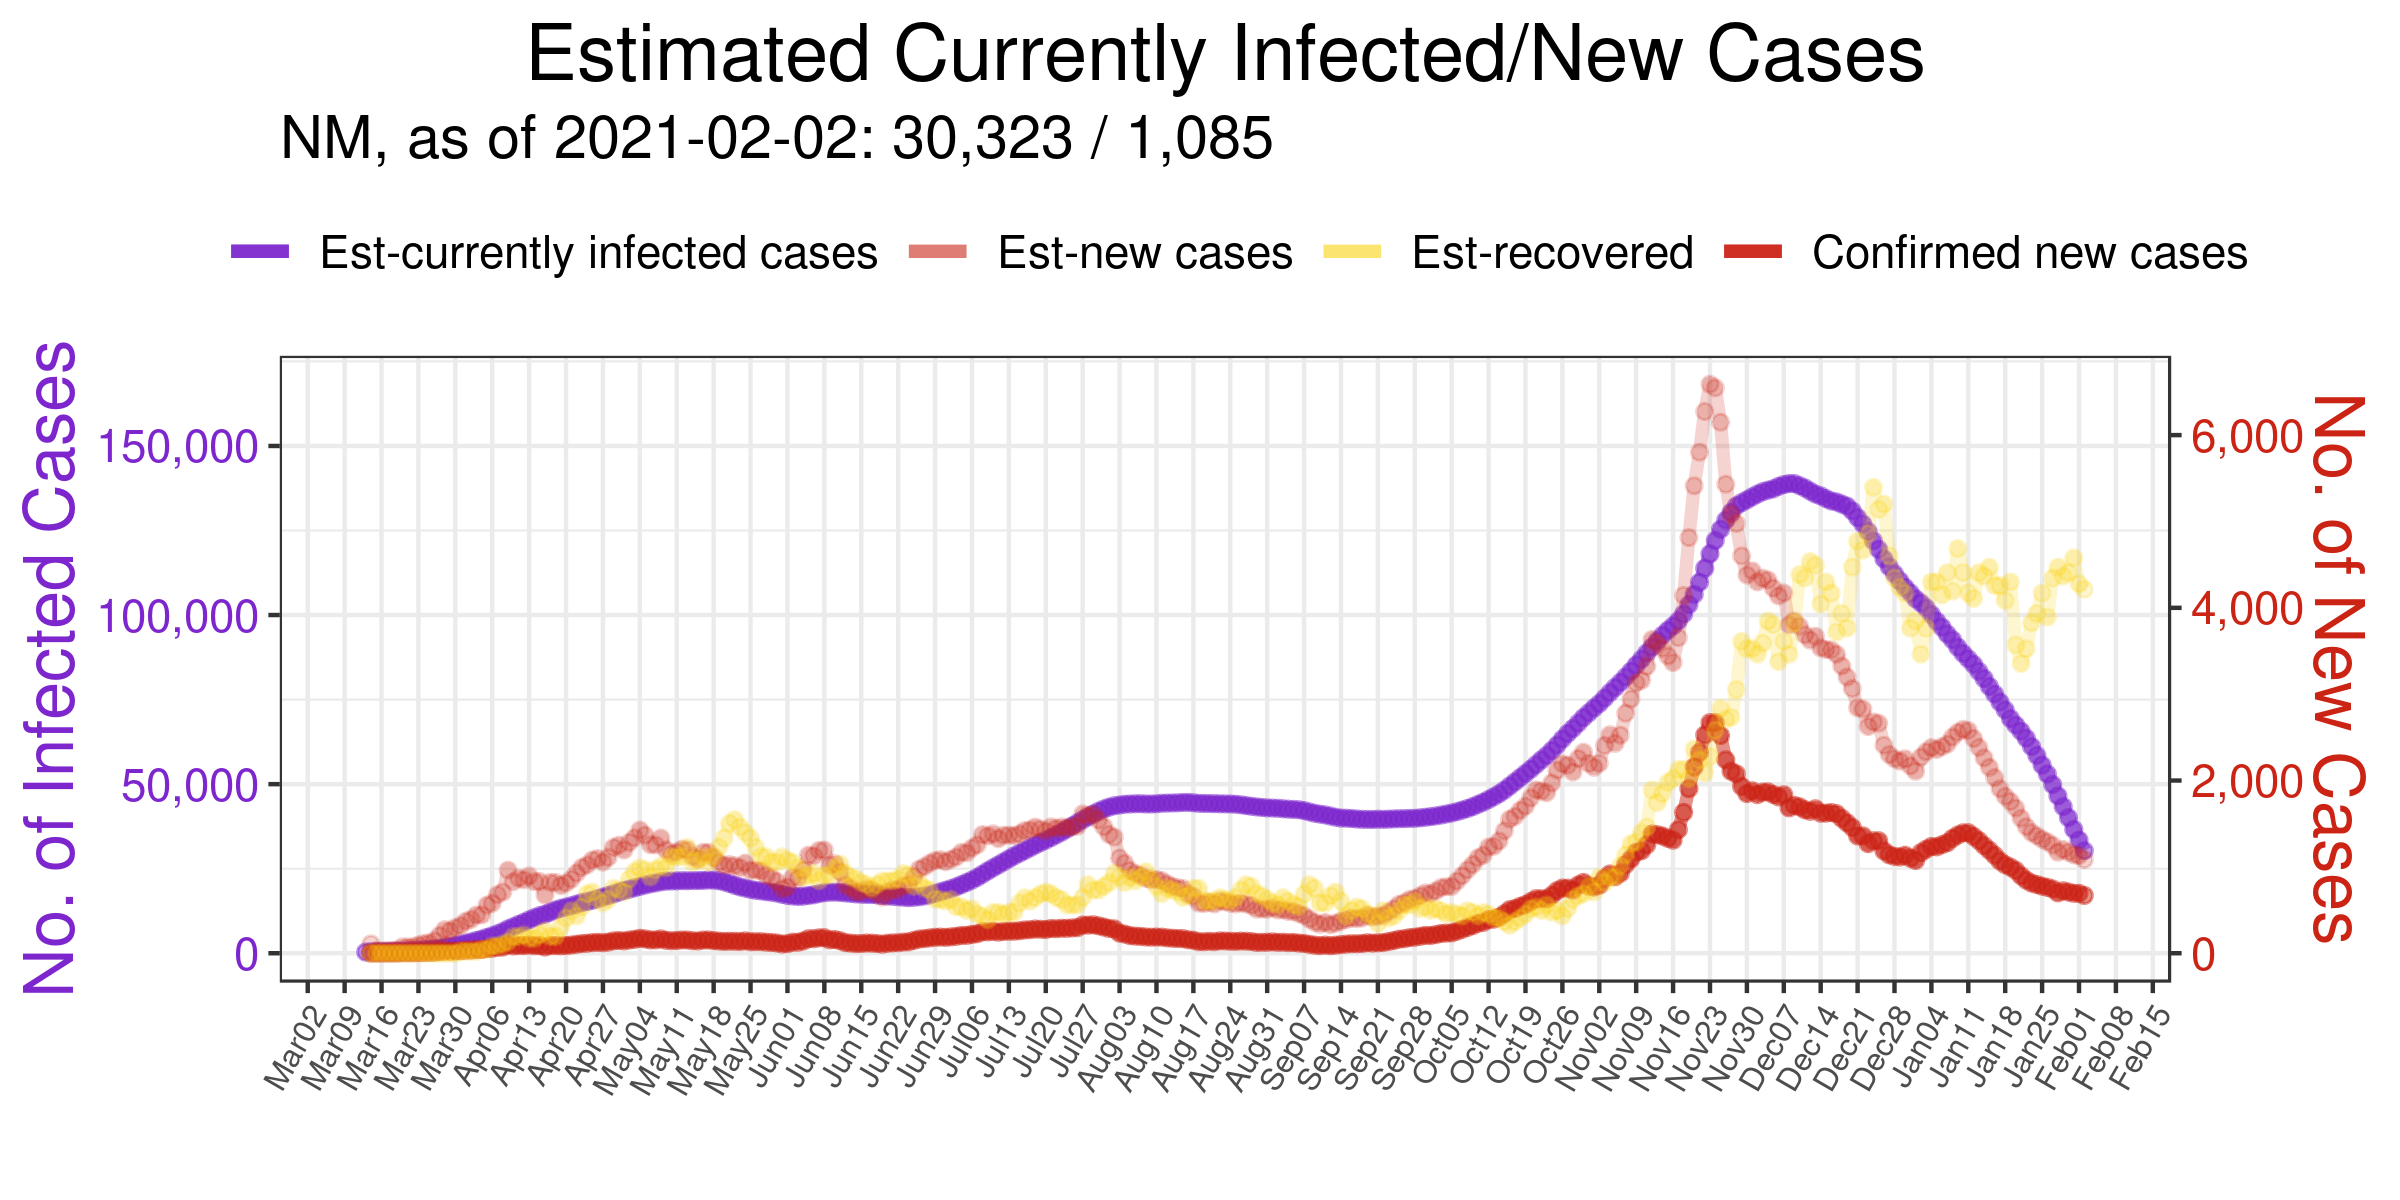 Estimated Currently Infected/New Cases
NM, as of 2021-02-02: 30,323 / 1,085
Est-currently infected cases Est-new cases Est-recovered Confirmed new cases
No. of Infected Cases
150,000
100,000
50,000
0
6,000
4,000
2,000
0
No. of New Cases
Mar02 Mar09 Mar16 Mar23 Mar30 Apr06 Apr13 Apr20 Apr27 May04 May11 May18 May25 Jun01 Jun08 Jun15 Jun22 Jun29 Jul06 Jul13 Jul20 Jul27 Aug03 Aug10 Aug17 Aug24 Aug31 Sep07 Sep14 Sep21 Sep28 Oct05 Oct12 Oct19 Oct26 Nov02 Nov09 Nov16 Nov23 Nov30 Dec07 Dec14 Dec21 Dec28 Jan04 Jan11 Jan18 Jan25 Feb01 Feb08 Feb15